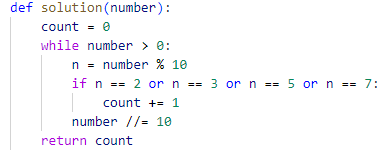 def solution(number):
    count = 0
    while number > 0:
        n = number % 10
        if n == 2 or n == 3 or n == 5 or n == 7:
            count += 1
        number //= 10
    return count